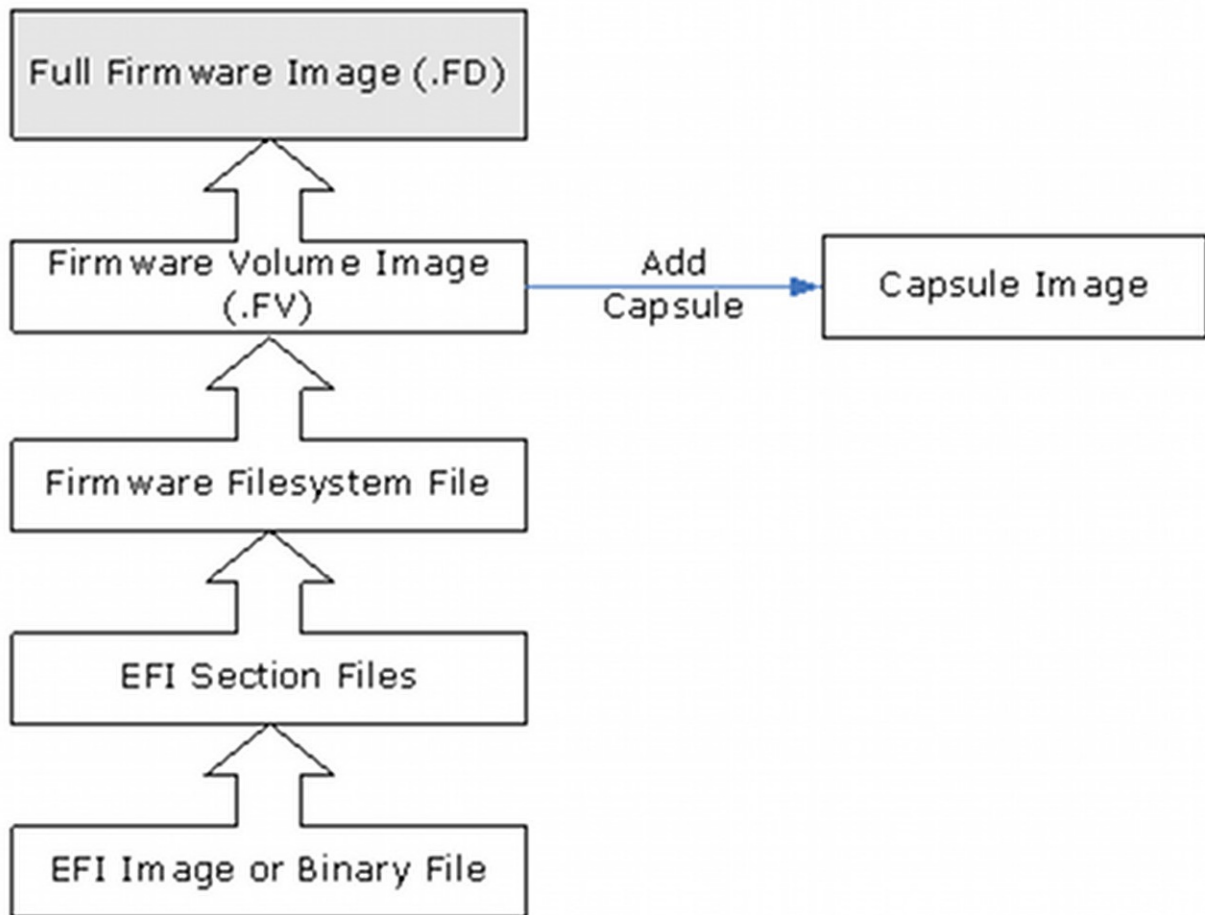 Full Firmware Image (.FD)
Firmware Volume Image
(.FV)
Add
Capsule
Capsule Image
Firmware Filesystem File
EFI Section Files
EFI Image or Binary File